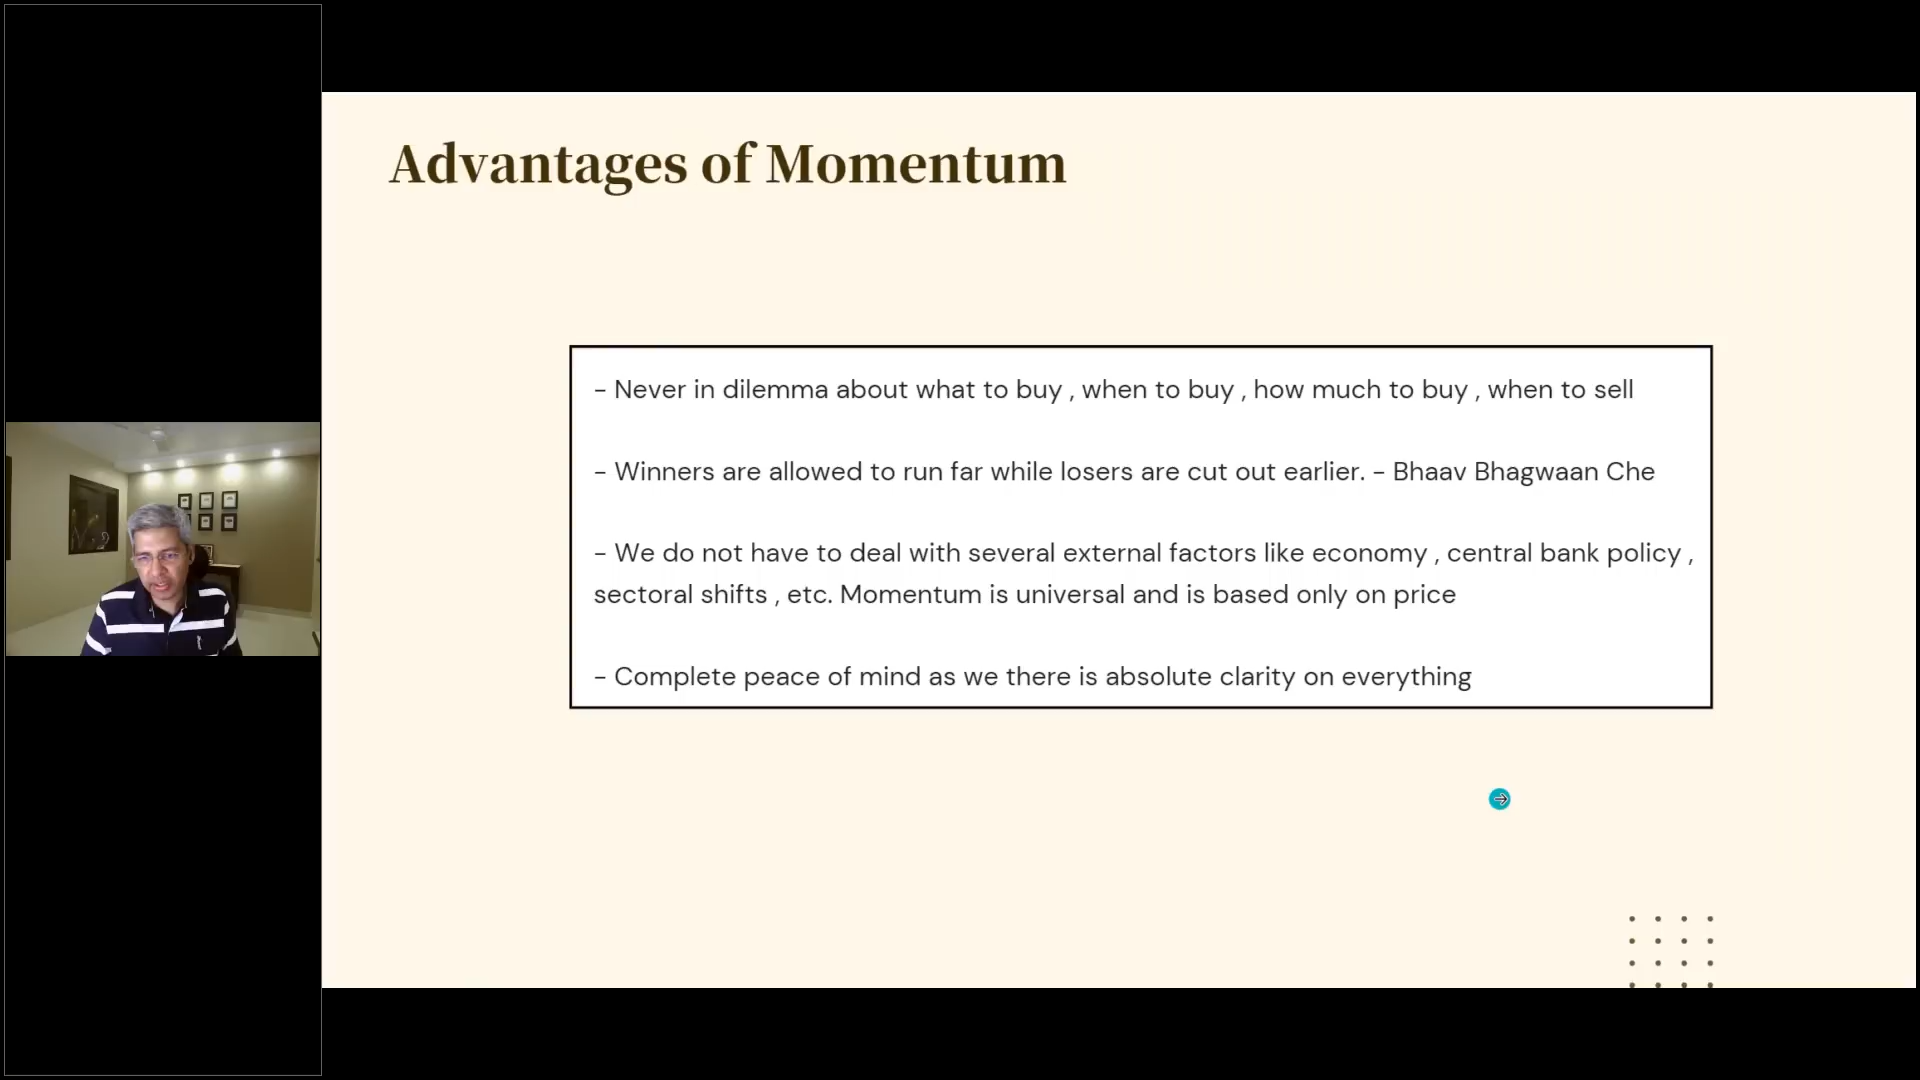 Advantages of Momentum
- Never in dilemma about what to buy , when to buy , how much to buy , when to sell
- Winners are allowed to run far while losers are cut out earlier. - Bhaav Bhagwaan Che
- We do not have to deal with several external factors like economy , central bank policy ,
sectoral shifts , etc. Momentum is universal and is based only on price
- Complete peace of mind as we there is absolute clarity on everything